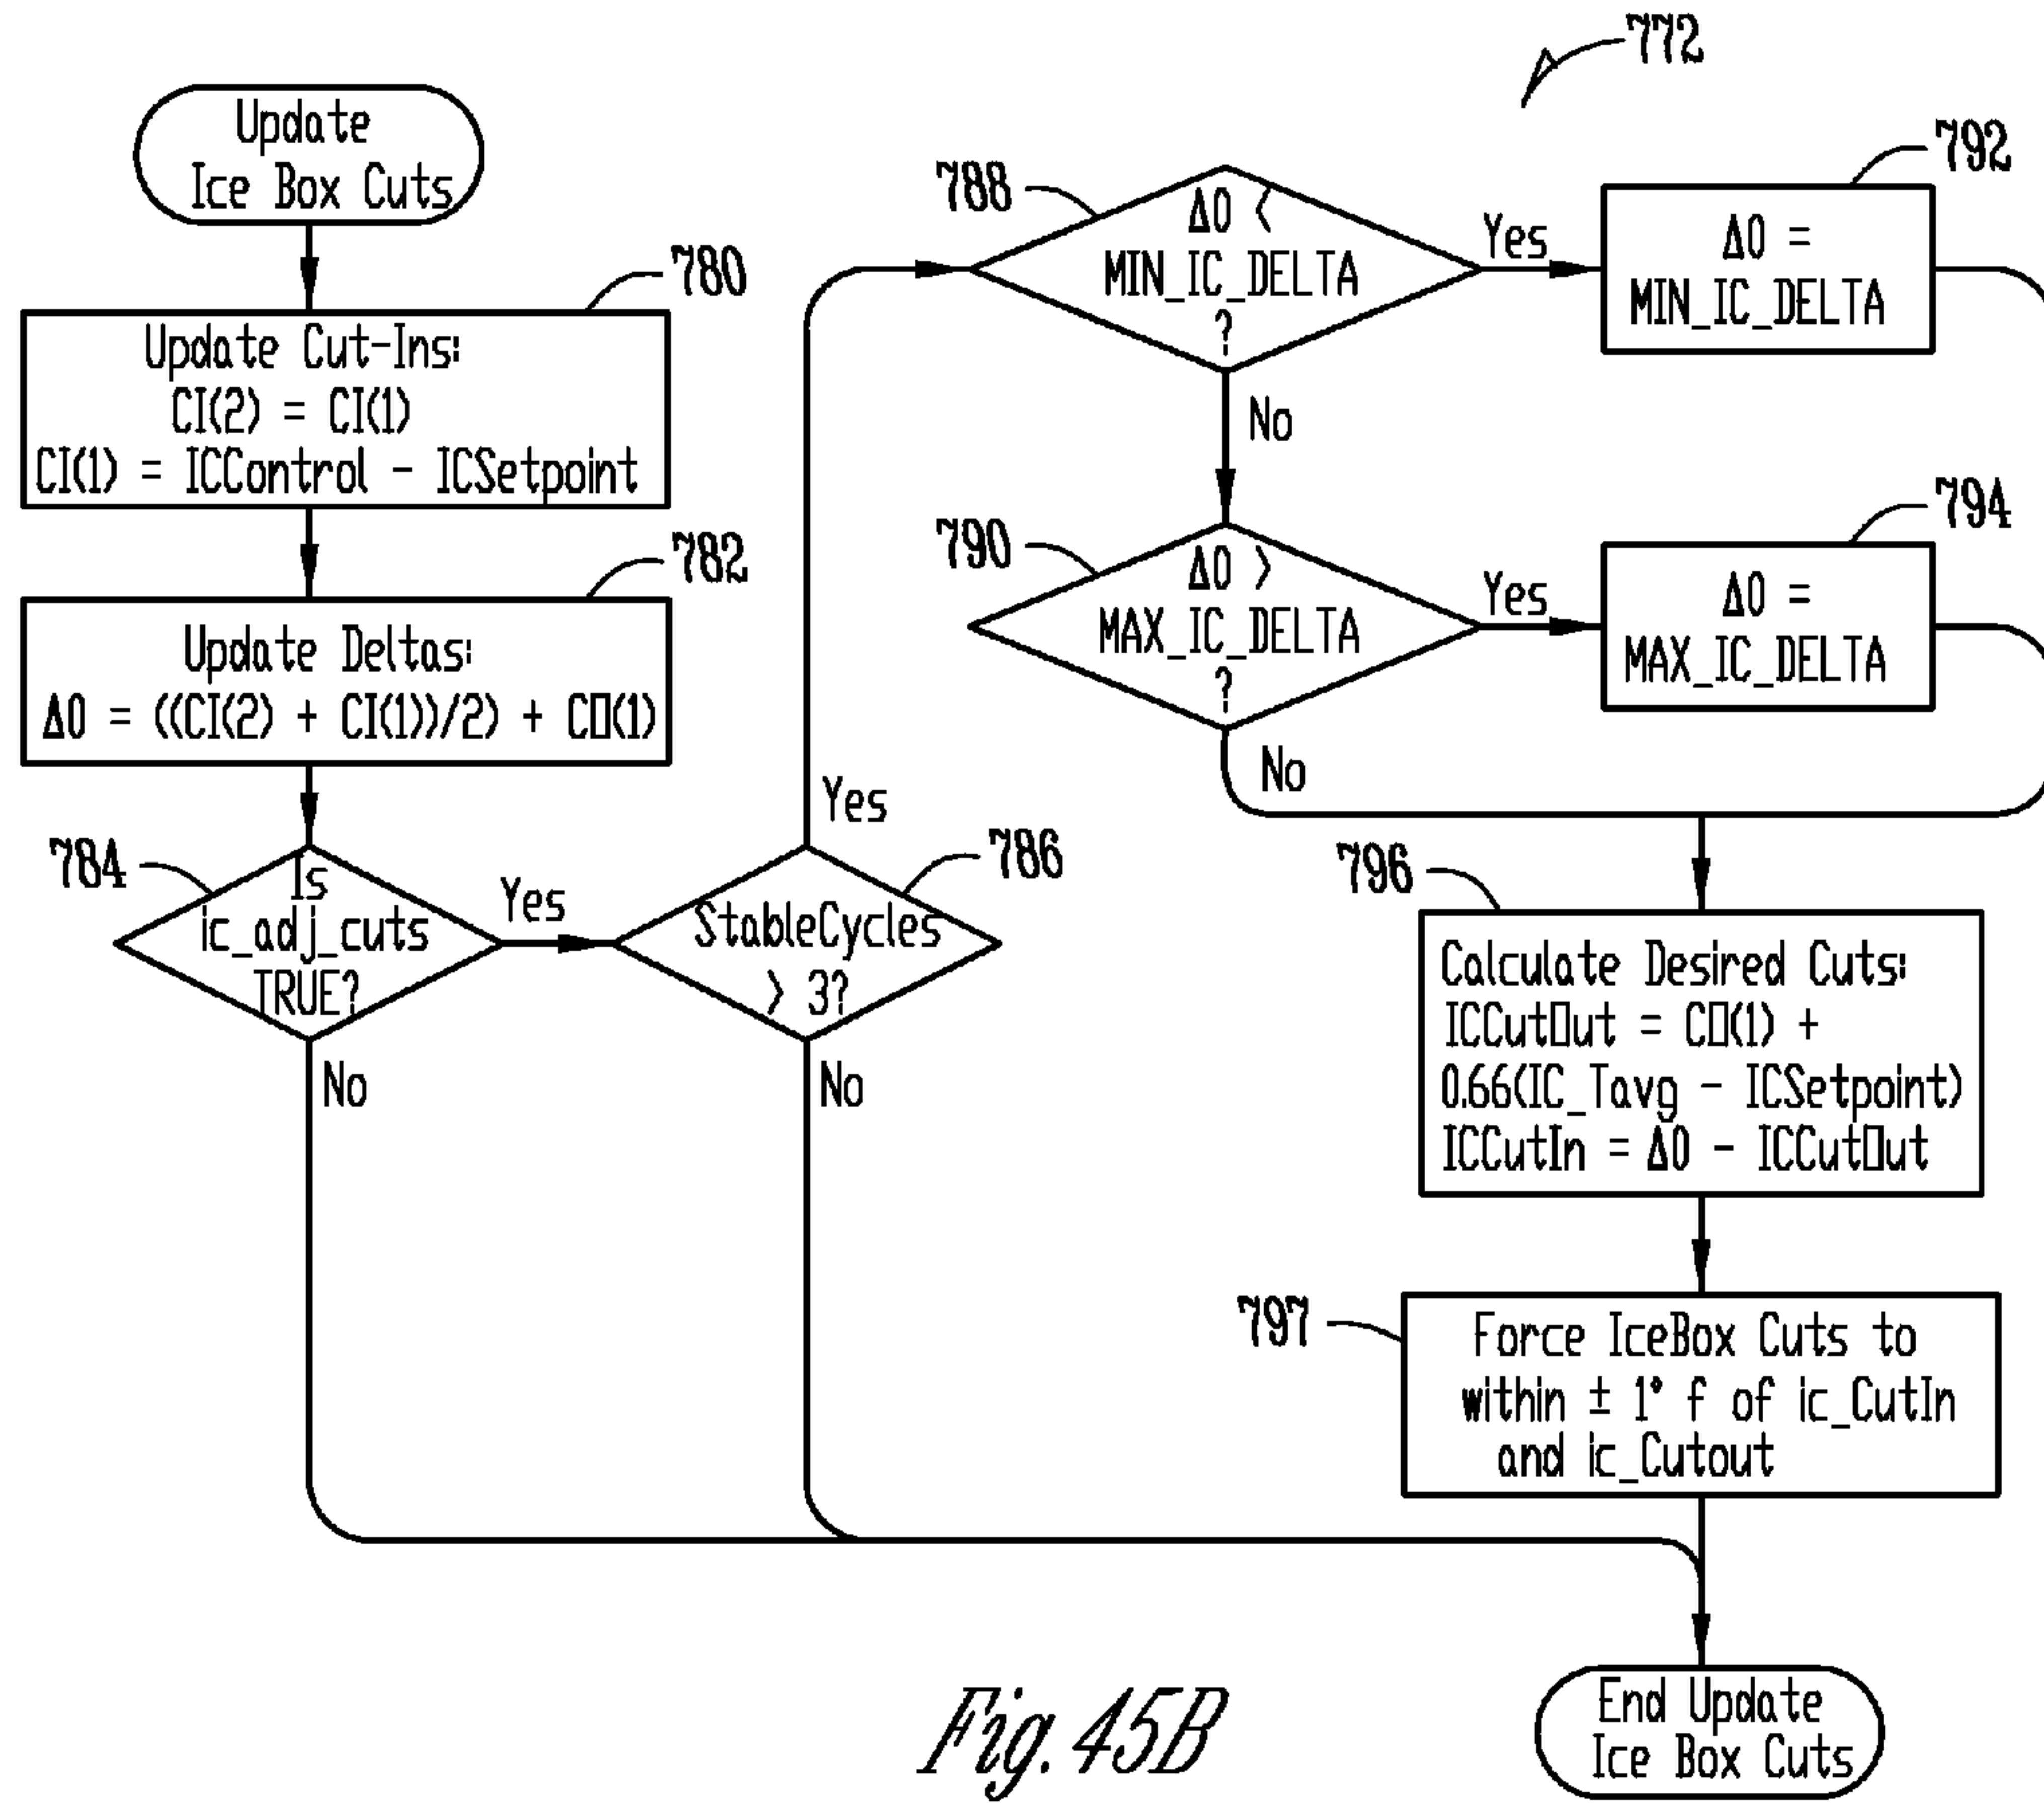 772
Update
Ice Box Cuts
780
Update Cut-Ins:
CI(2) = CI(1)
CI(1) = ICControl - ICSetpoint
782
Update Deltas:
Δ0 = ((CI(2) + CI(1))/2) + CO(1)
784
Is
ic_adj_cuts
TRUE?
Yes
No
786
StableCycles
> 3?
Yes
No
788
Δ0 <
MIN_IC_DELTA
?
Yes
No
792
Δ0 =
MIN_IC_DELTA
790
Δ0 >
MAX_IC_DELTA
?
Yes
No
794
Δ0 =
MAX_IC_DELTA
796
Calculate Desired Cuts:
ICCutOut = CO(1) +
0.66(IC_Tavg - ICSetpoint)
ICCutIn = Δ0 - ICCutOut
797
Force IceBox Cuts to
within ± 1° f of ic_CutIn
and ic_Cutout
End Update
Ice Box Cuts
Fig. 45B